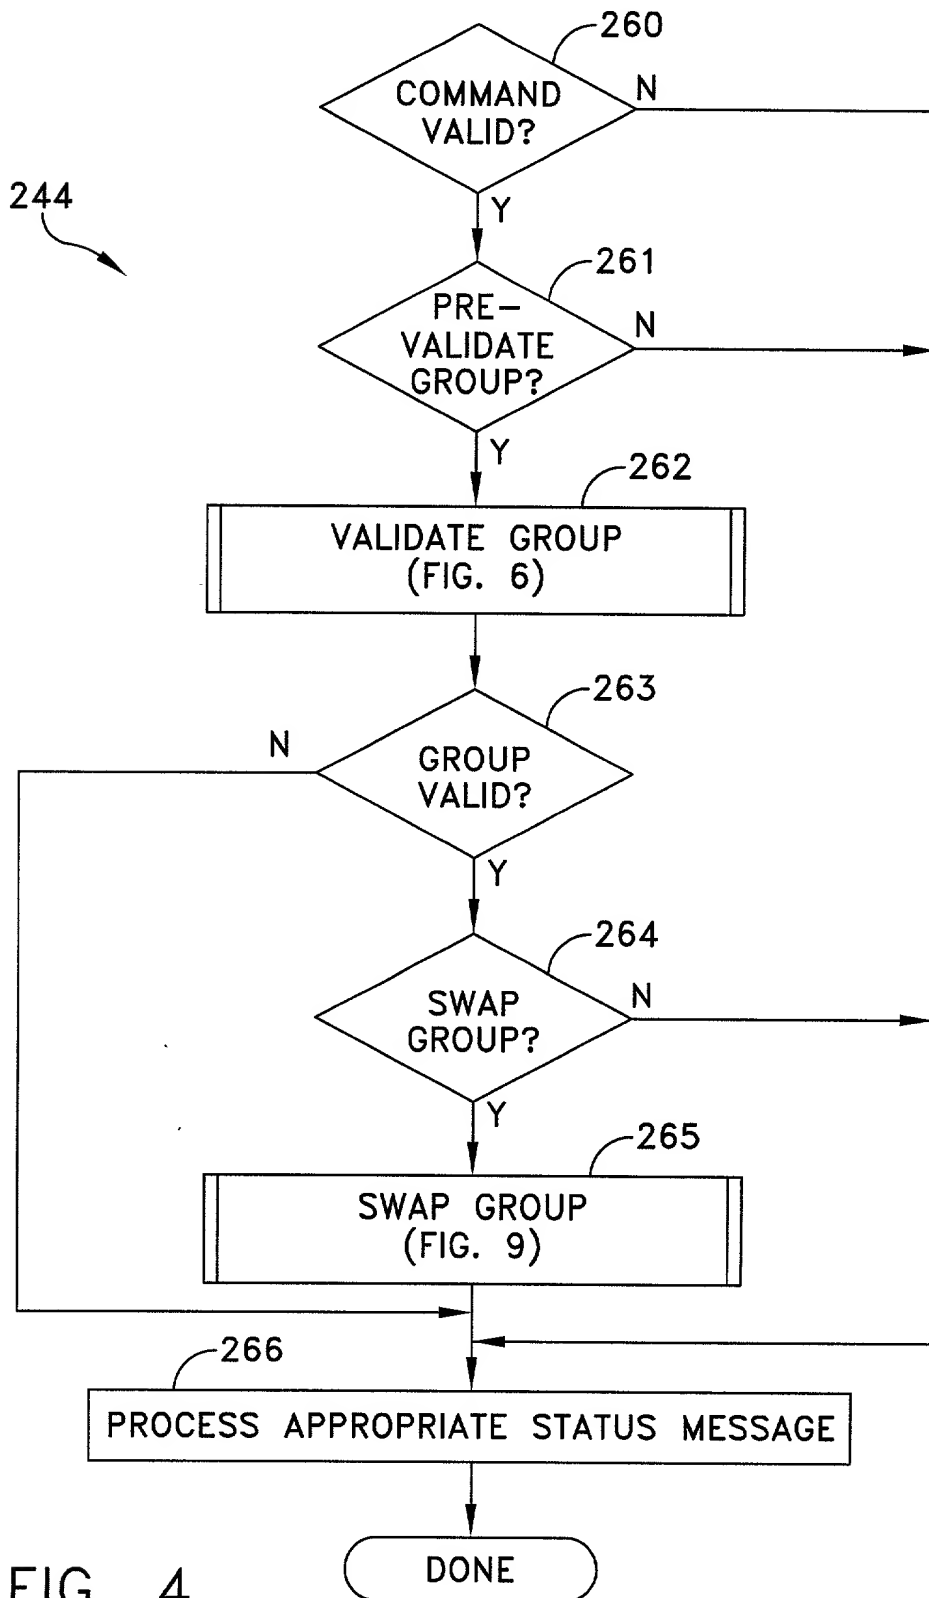 260
COMMAND
VALID?
N
244
Y
261
PRE-
VALIDATE
GROUP?
N
Y
262
VALIDATE GROUP
(FIG. 6)
263
N
GROUP
VALID?
Y
264
SWAP
GROUP?
N
Y
265
SWAP GROUP
(FIG. 9)
266
PROCESS APPROPRIATE STATUS MESSAGE
DONE
FIG. 4